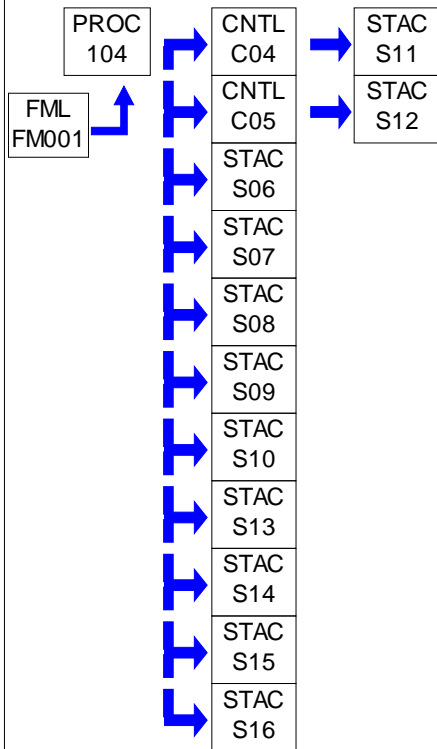 PROC
104
CNTL
C04
STAC
S11
FML
FM001
CNTL
C05
STAC
S12
STAC
S06
STAC
S07
STAC
S08
STAC
S09
STAC
S10
STAC
S13
STAC
S14
STAC
S15
STAC
S16